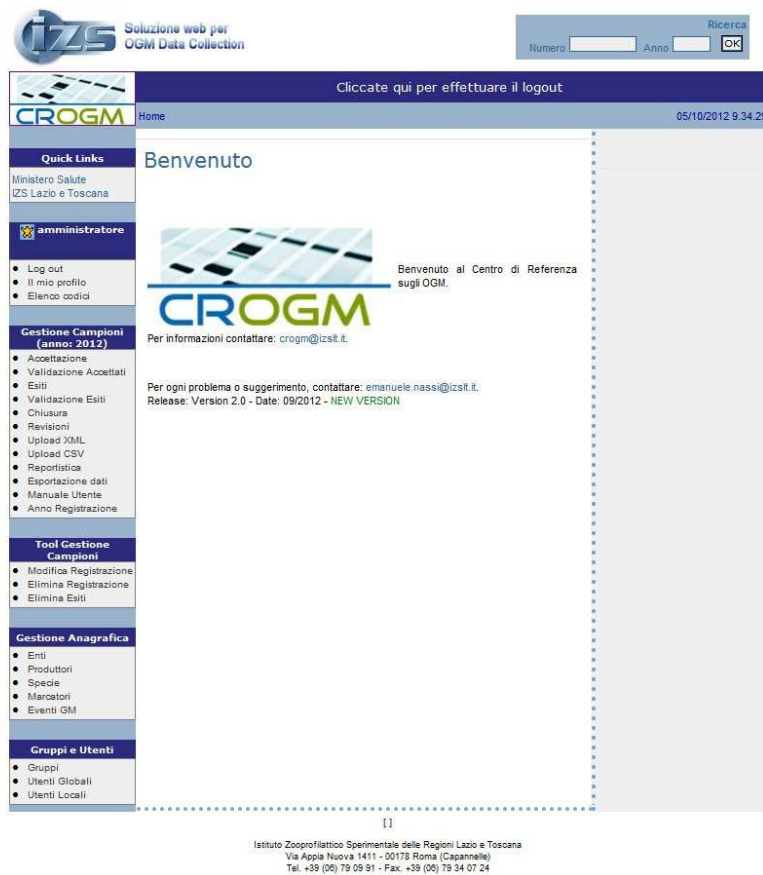 izs
Soluzione web per
OGM Data Collection
Ricerca
Numero
Anno
OK
CROGM
Cliccate qui per effettuare il logout
Home
05/10/2012 9.34.29
Quick Links
Ministero Salute
IZS Lazio e Toscana
amministratore
Log out
Il mio profilo
Elenco codici
Gestione Campioni
(anno: 2012)
Accettazione
Validazione Accettati
Esiti
Validazione Esiti
Chiusura
Revisioni
Upload XML
Upload CSV
Reportistica
Esportazione dati
Manuale Utente
Anno Registrazione
Tool Gestione
Campioni
Modifica Registrazione
Elimina Registrazione
Elimina Esiti
Gestione Anagrafica
Enti
Produttori
Specie
Marcatori
Eventi GM
Gruppi e Utenti
Gruppi
Utenti Globali
Utenti Locali
Benvenuto
CROGM
Benvenuto al Centro di Referenza
sugli OGM.
Per informazioni contattare: crogm@izslt.it.
Per ogni problema o suggerimento, contattare: emanuele.nassi@izslt.it.
Release: Version 2.0 - Date: 09/2012 - NEW VERSION
[ ]
Istituto Zooprofilattico Sperimentale delle Regioni Lazio e Toscana
Via Appia Nuova 1411 - 00178 Roma (Capannelle)
Tel. +39 (06) 79 09 91 - Fax. +39 (06) 79 34 07 24